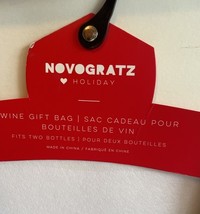 NOVOGRATZ
♥ HOLIDAY
WINE GIFT BAG | SAC CADEAU POUR
BOUTEILLES DE VIN
FITS TWO BOTTLES | POUR DEUX BOUTEILLES
MADE IN CHINA / FABRIQUÉ EN CHINE